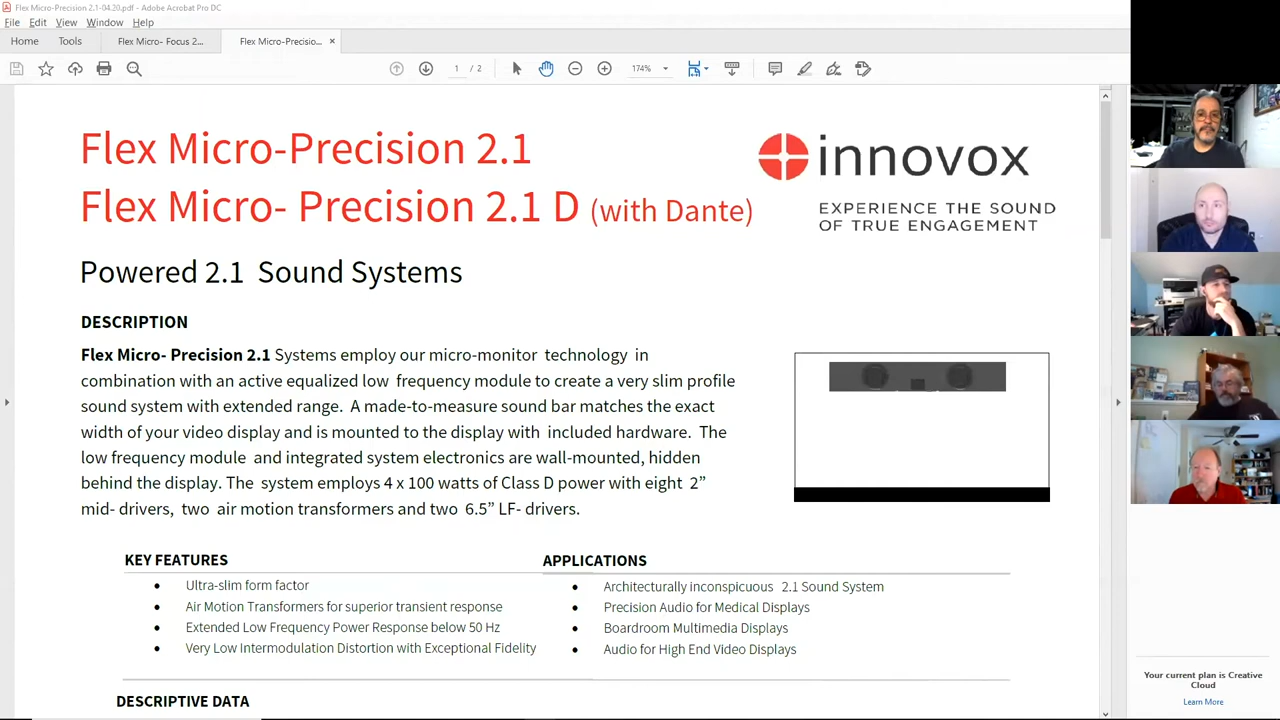 Flex Micro-Precision 2.1-04.20.pdf - Adobe Acrobat Pro DC
File Edit View Window Help
Home Tools Flex Micro- Focus 2... Flex Micro-Precisio... ×
1 / 2 174%
Flex Micro-Precision 2.1
Flex Micro- Precision 2.1 D (with Dante)
innovox
EXPERIENCE THE SOUND
OF TRUE ENGAGEMENT
Powered 2.1 Sound Systems
DESCRIPTION
Flex Micro- Precision 2.1 Systems employ our micro-monitor technology in
combination with an active equalized low frequency module to create a very slim profile
sound system with extended range. A made-to-measure sound bar matches the exact
width of your video display and is mounted to the display with included hardware. The
low frequency module and integrated system electronics are wall-mounted, hidden
behind the display. The system employs 4 x 100 watts of Class D power with eight 2”
mid- drivers, two air motion transformers and two 6.5” LF- drivers.
KEY FEATURES
• Ultra-slim form factor
• Air Motion Transformers for superior transient response
• Extended Low Frequency Power Response below 50 Hz
• Very Low Intermodulation Distortion with Exceptional Fidelity
APPLICATIONS
• Architecturally inconspicuous 2.1 Sound System
• Precision Audio for Medical Displays
• Boardroom Multimedia Displays
• Audio for High End Video Displays
DESCRIPTIVE DATA
Your current plan is Creative
Cloud
Learn More